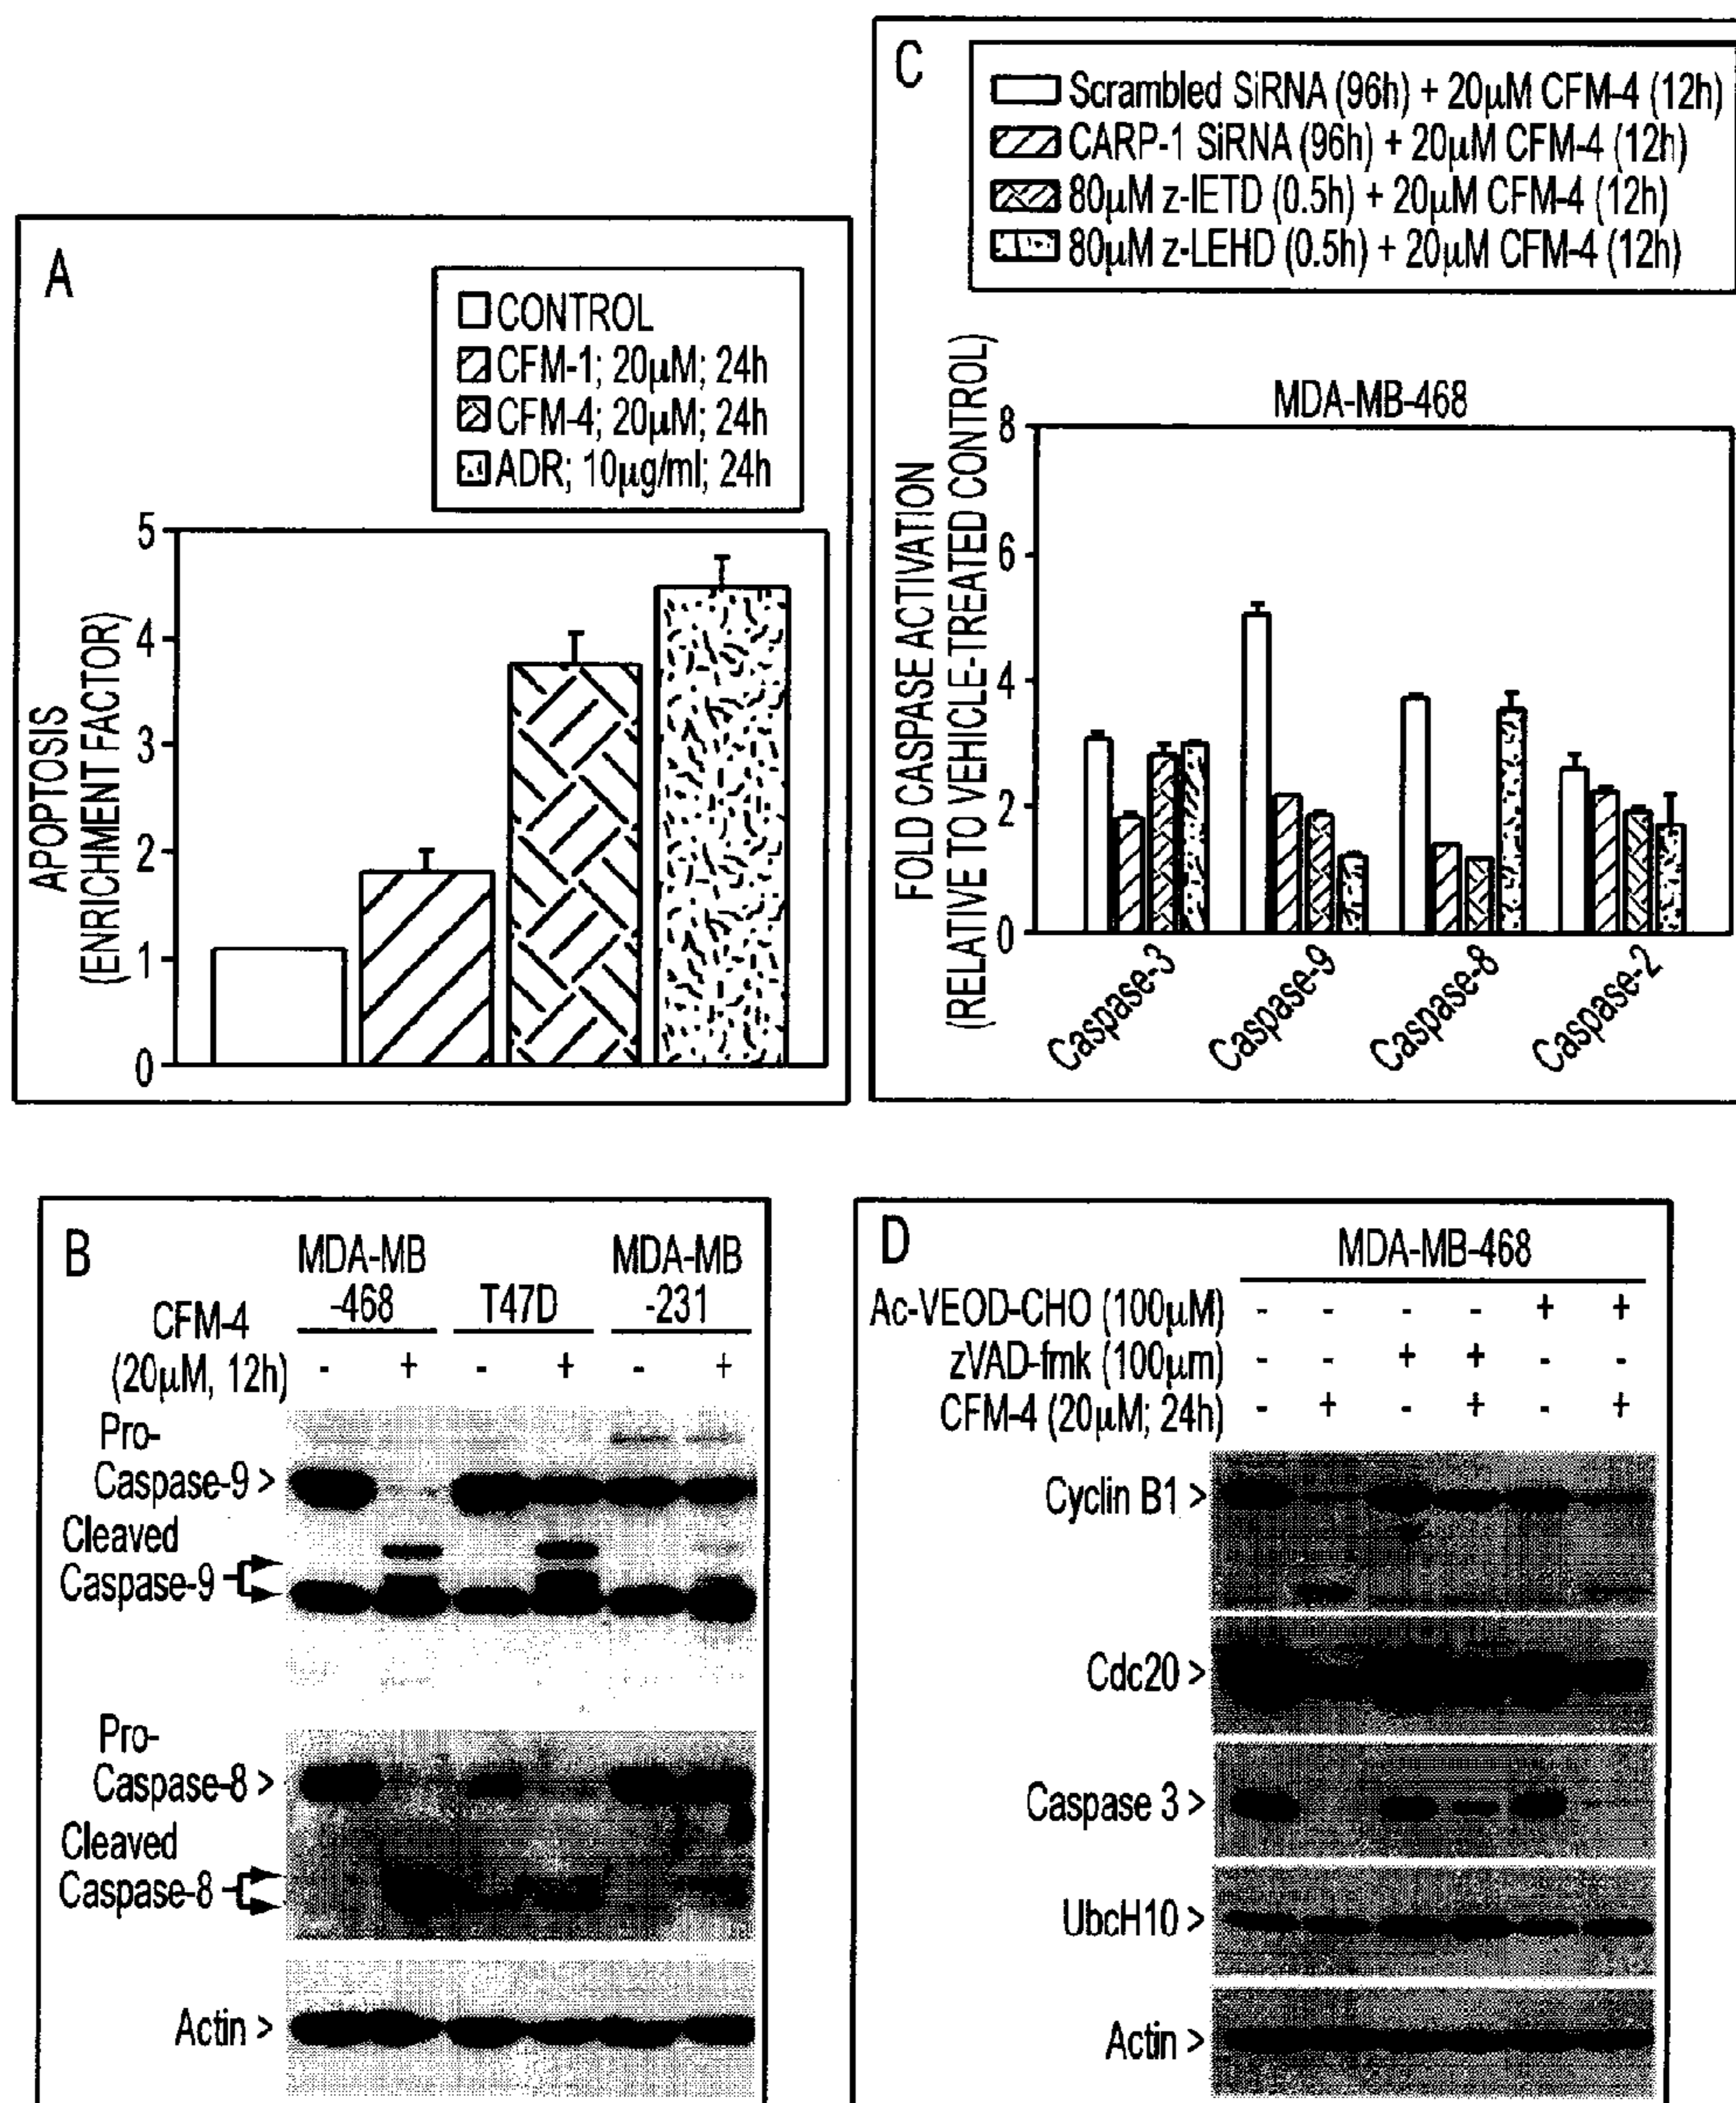 A
CONTROL
CFM-1; 20µM; 24h
CFM-4; 20µM; 24h
ADR; 10µg/ml; 24h
APOPTOSIS
(ENRICHMENT FACTOR)
5
4
3
2
1
0
C
Scrambled SiRNA (96h) + 20µM CFM-4 (12h)
CARP-1 SiRNA (96h) + 20µM CFM-4 (12h)
80µM z-IETD (0.5h) + 20µM CFM-4 (12h)
80µM z-LEHD (0.5h) + 20µM CFM-4 (12h)
MDA-MB-468
FOLD CASPASE ACTIVATION
(RELATIVE TO VEHICLE-TREATED CONTROL)
8
6
4
2
0
Caspase-3
Caspase-9
Caspase-8
Caspase-2
B
MDA-MB
-468
T47D
MDA-MB
-231
CFM-4
(20µM, 12h)
- + - + - +
Pro-
Caspase-9 >
Cleaved
Caspase-9
Pro-
Caspase-8 >
Cleaved
Caspase-8
Actin >
D
MDA-MB-468
Ac-VEOD-CHO (100µM) - - - - + +
zVAD-fmk (100µm) - - + + - -
CFM-4 (20µM; 24h) - + - + - +
Cyclin B1 >
Cdc20 >
Caspase 3 >
UbcH10 >
Actin >